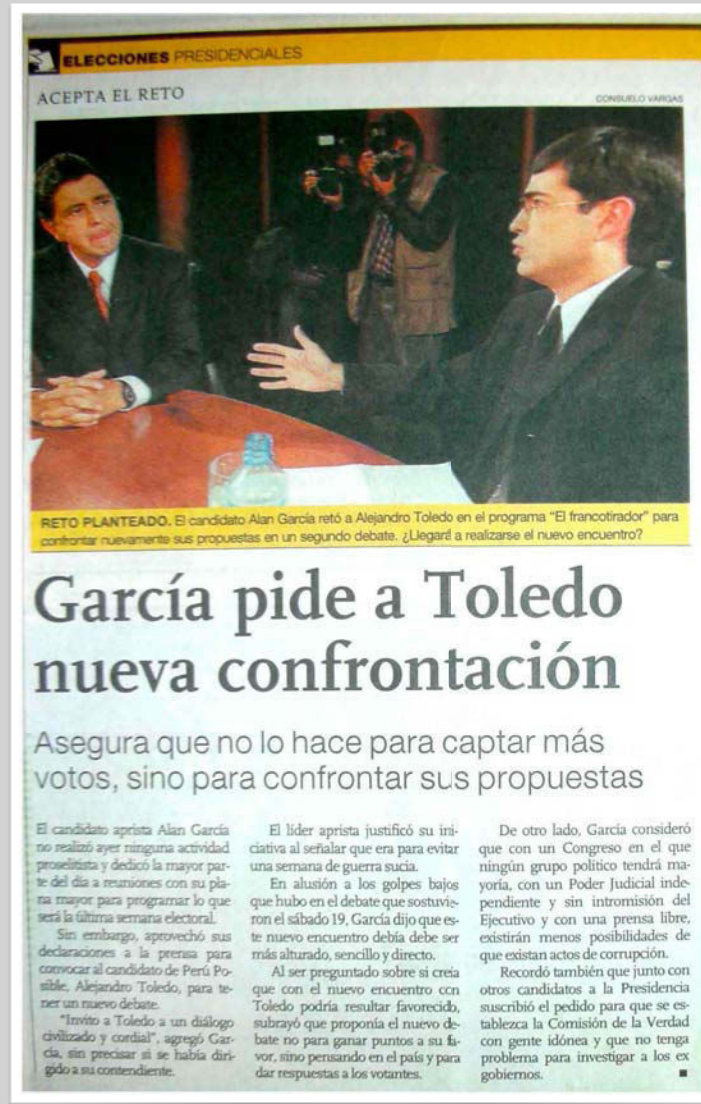 ELECCIONES PRESIDENCIALES
ACEPTA EL RETO
CONSUELO VARGAS
RETO PLANTEADO. El candidato Alan García retó a Alejandro Toledo en el programa "El francotirador" para
confrontar nuevamente sus propuestas en un segundo debate. ¿Llegará a realizarse el nuevo encuentro?
García pide a Toledo
nueva confrontación
Asegura que no lo hace para captar más
votos, sino para confrontar sus propuestas
El candidato aprista Alan García
no realizó ayer ninguna actividad
proselitista y dedicó la mayor par-
te del día a reuniones con su pla-
na mayor para programar lo que
será la última semana electoral.
Sin embargo, aprovechó sus
declaraciones a la prensa para
convocar al candidato de Perú Po-
sible, Alejandro Toledo, para te-
ner un nuevo debate.
"Invito a Toledo a un diálogo
civilizado y cordial", agregó Gar-
cía, sin precisar si se había diri-
gido a su contendiente.
El líder aprista justificó su ini-
ciativa al señalar que era para evitar
una semana de guerra sucia.
En alusión a los golpes bajos
que hubo en el debate que sostuvie-
ron el sábado 19, García dijo que es-
te nuevo encuentro debía debe ser
más alturado, sencillo y directo.
Al ser preguntado sobre si creía
que con el nuevo encuentro con
Toledo podría resultar favorecido,
subrayó que proponía el nuevo de-
bate no para ganar puntos a su fa-
vor, sino pensando en el país y para
dar respuestas a los votantes.
De otro lado, García consideró
que con un Congreso en el que
ningún grupo político tendrá ma-
yoría, con un Poder Judicial inde-
pendiente y sin intromisión del
Ejecutivo y con una prensa libre,
existirán menos posibilidades de
que existan actos de corrupción.
Recordó también que junto con
otros candidatos a la Presidencia
suscribió el pedido para que se es-
tablezca la Comisión de la Verdad
con gente idónea y que no tenga
problema para investigar a los ex
gobiernos.